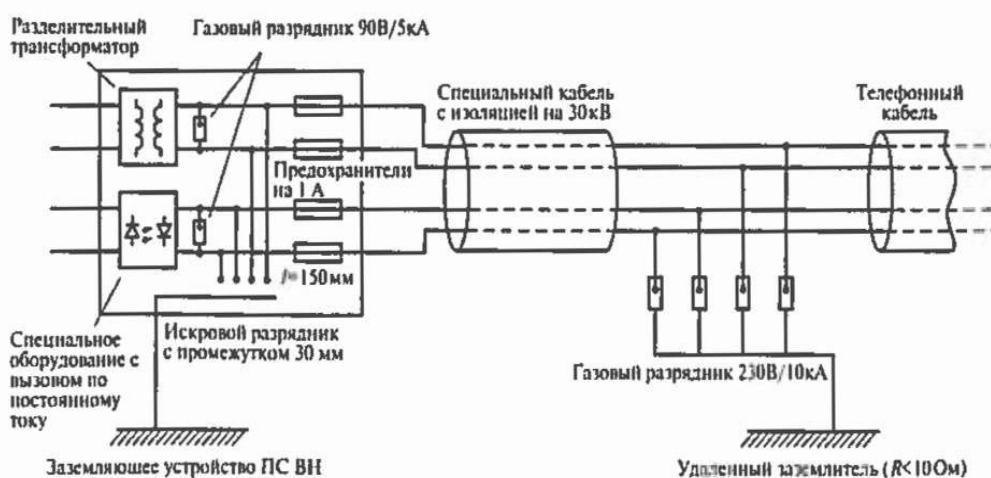 Разделительный
трансформатор
Газовый разрядник 90В/5кА
Специальный кабель
с изоляцией на 30кВ
Телефонный
кабель
Предохранители
на 1 А
l=150мм
Искровой разрядник
с промежутком 30 мм
Специальное
оборудование с
вызовом по
постоянному
току
Газовый разрядник 230В/10кА
Заземляющее устройство ПС ВН
Удаленный заземлитель (R<10Ом)